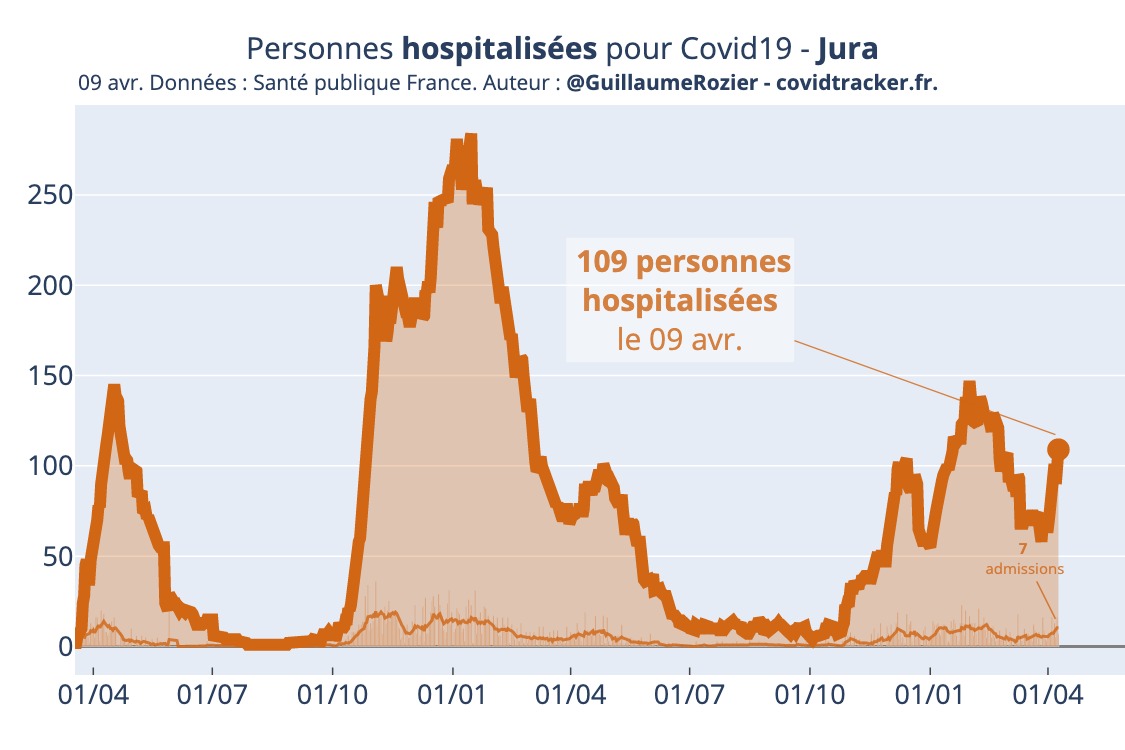 Personnes hospitalisées pour Covid19 - Jura
09 avr. Données : Santé publique France. Auteur : @GuillaumeRozier - covidtracker.fr.
250
200
150
100
50
0
109 personnes
hospitalisées
le 09 avr.
7
admissions
01/04 01/07 01/10 01/01 01/04 01/07 01/10 01/01 01/04